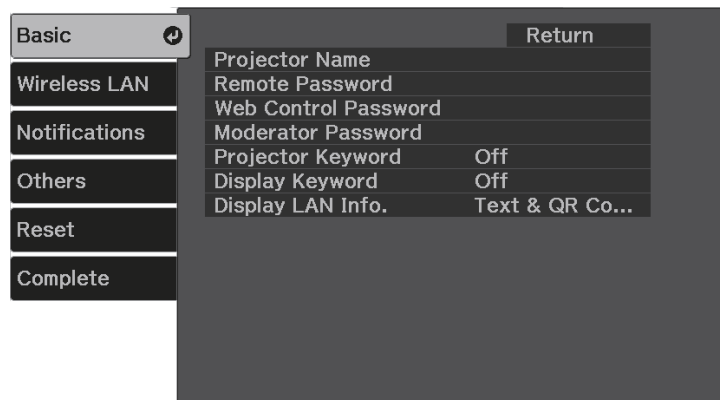 Basic
Wireless LAN
Notifications
Others
Reset
Complete
Return
Projector Name
Remote Password
Web Control Password
Moderator Password
Projector Keyword Off
Display Keyword Off
Display LAN Info. Text & QR Co...